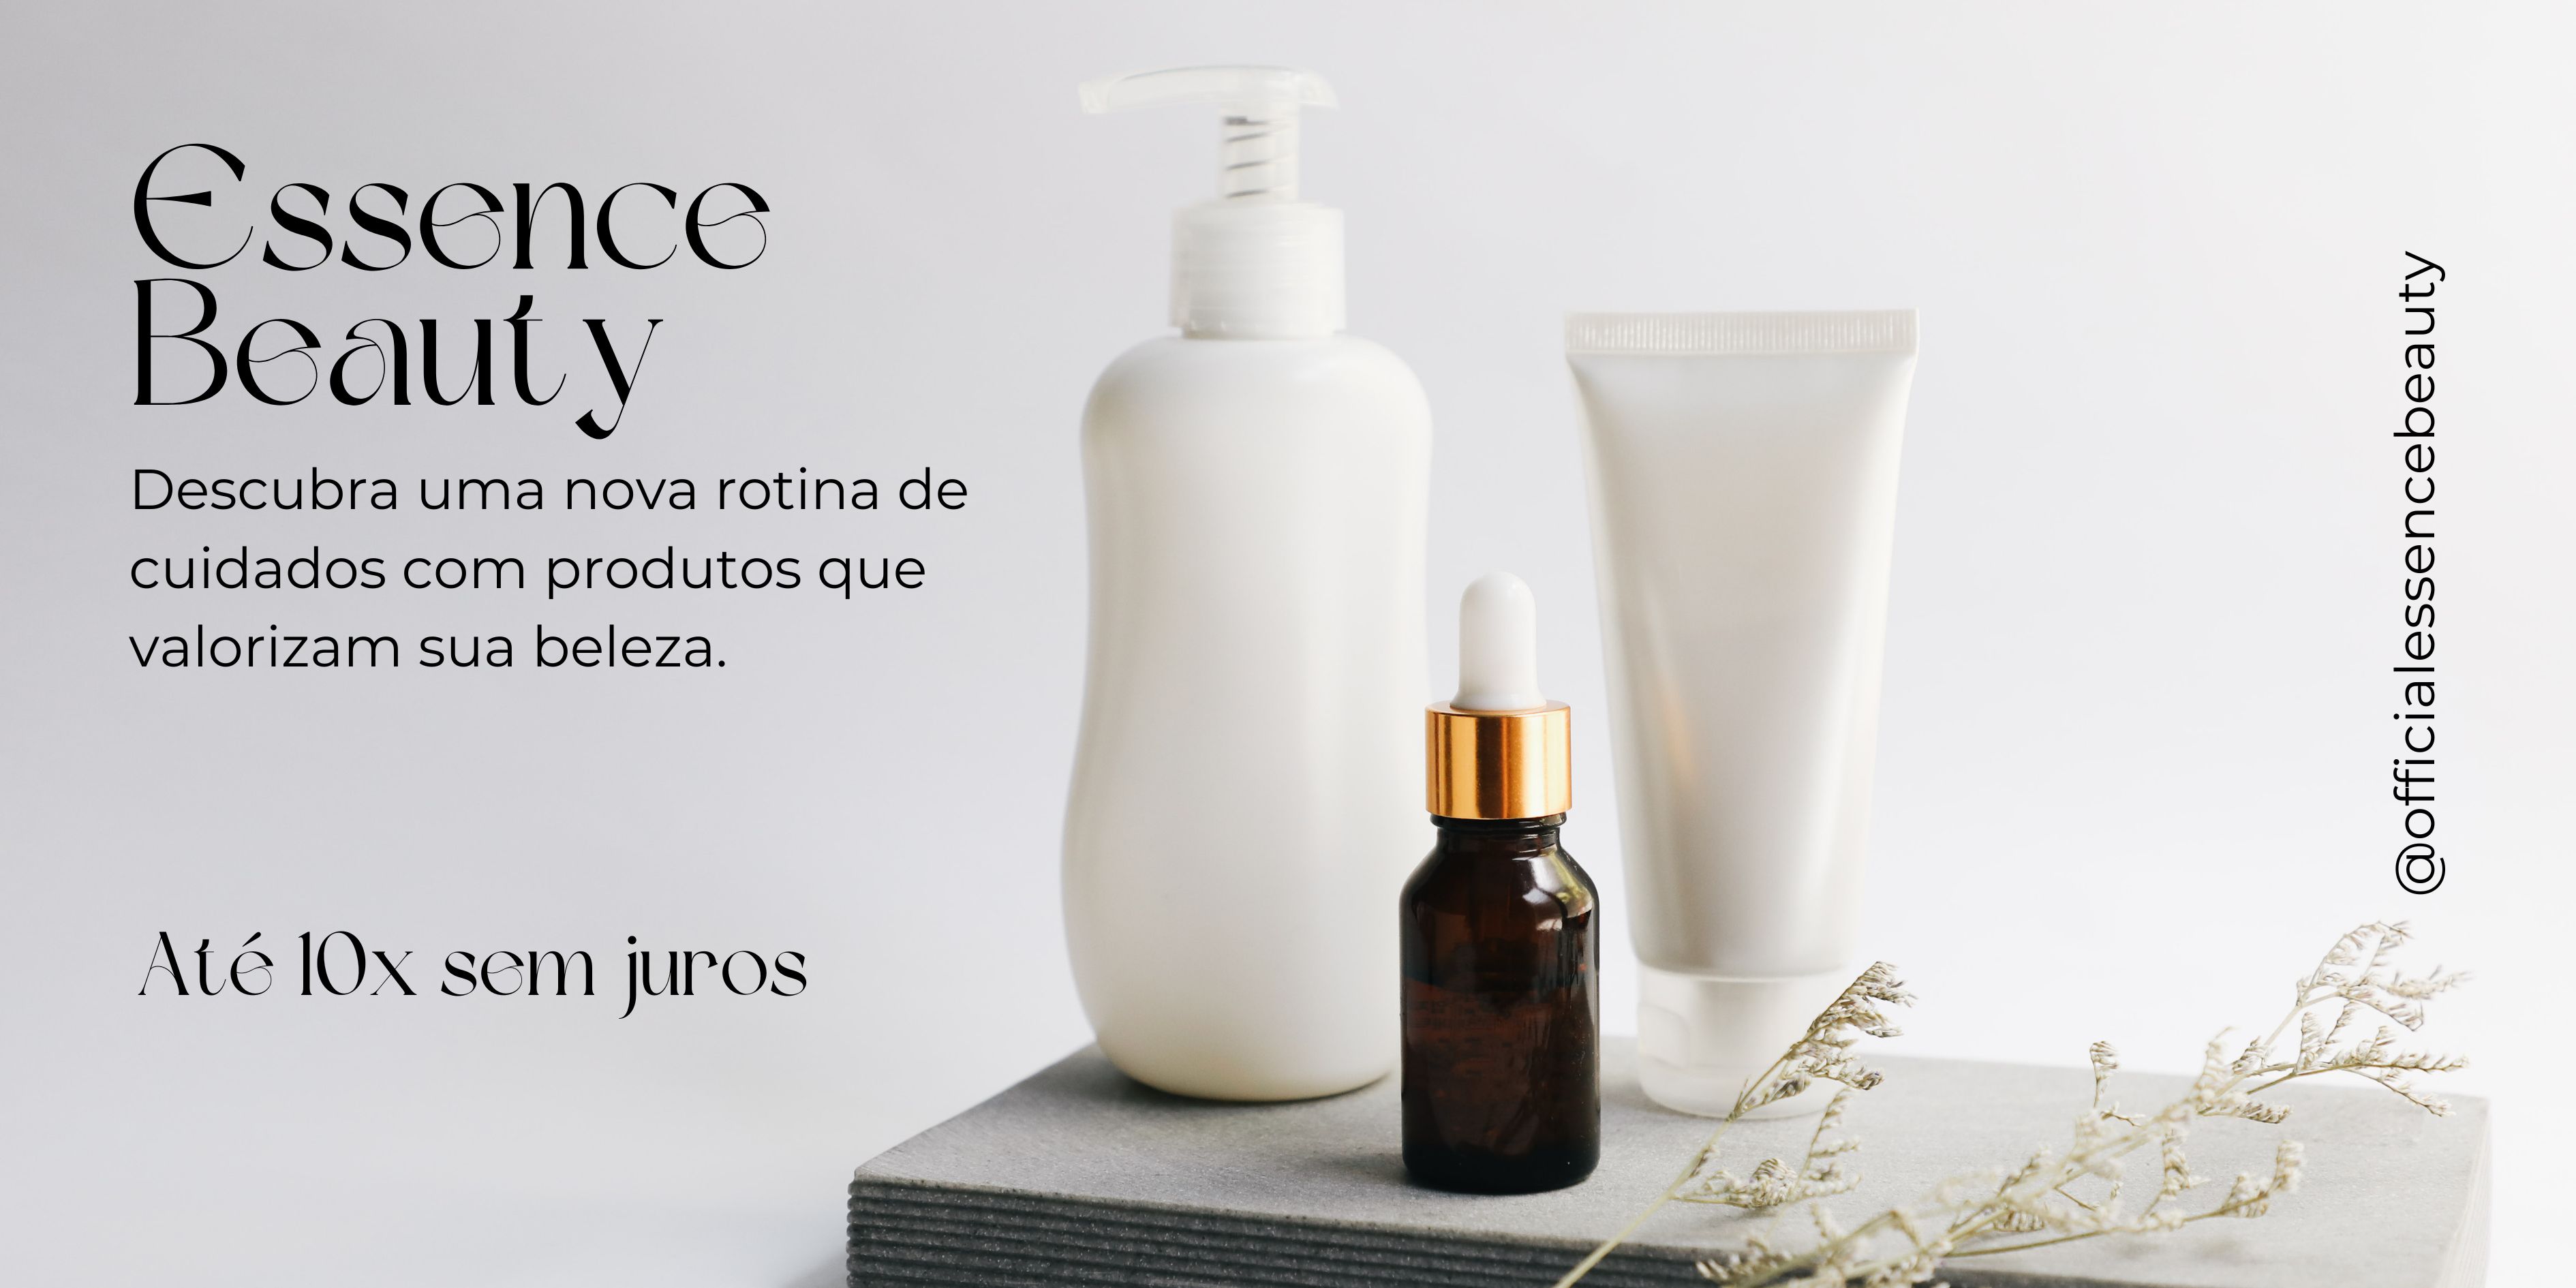 Essence
Beauty
Descubra uma nova rotina de
cuidados com produtos que
valorizam sua beleza.
Até 10x sem juros
@officialessencebeauty